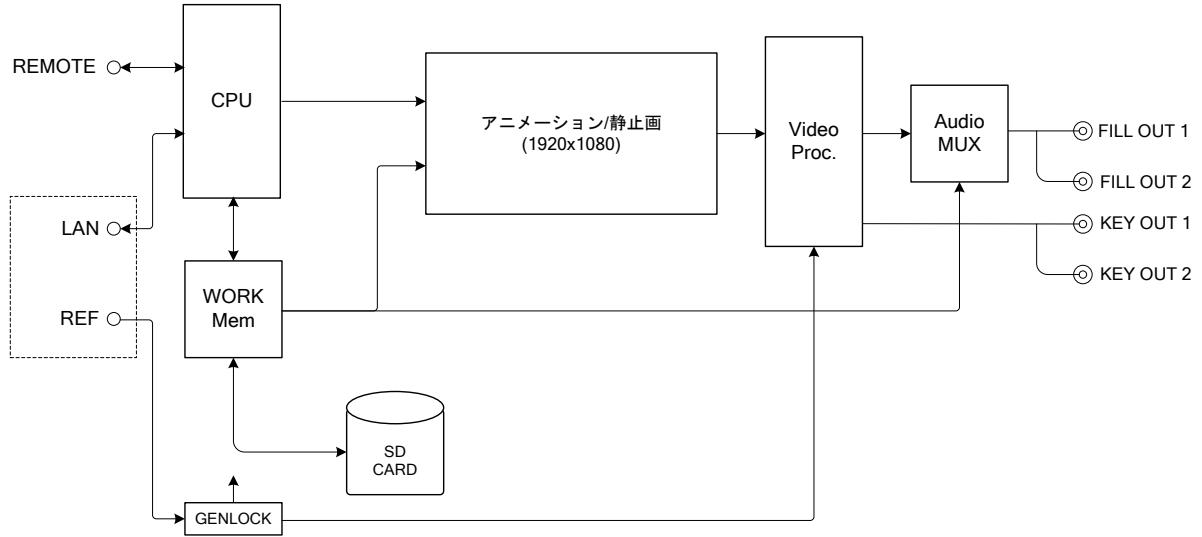 REMOTE
CPU
アニメーション/静止画
(1920x1080)
Video
Proc.
Audio
MUX
FILL OUT 1
FILL OUT 2
KEY OUT 1
KEY OUT 2
LAN
REF
WORK
Mem
SD
CARD
GENLOCK